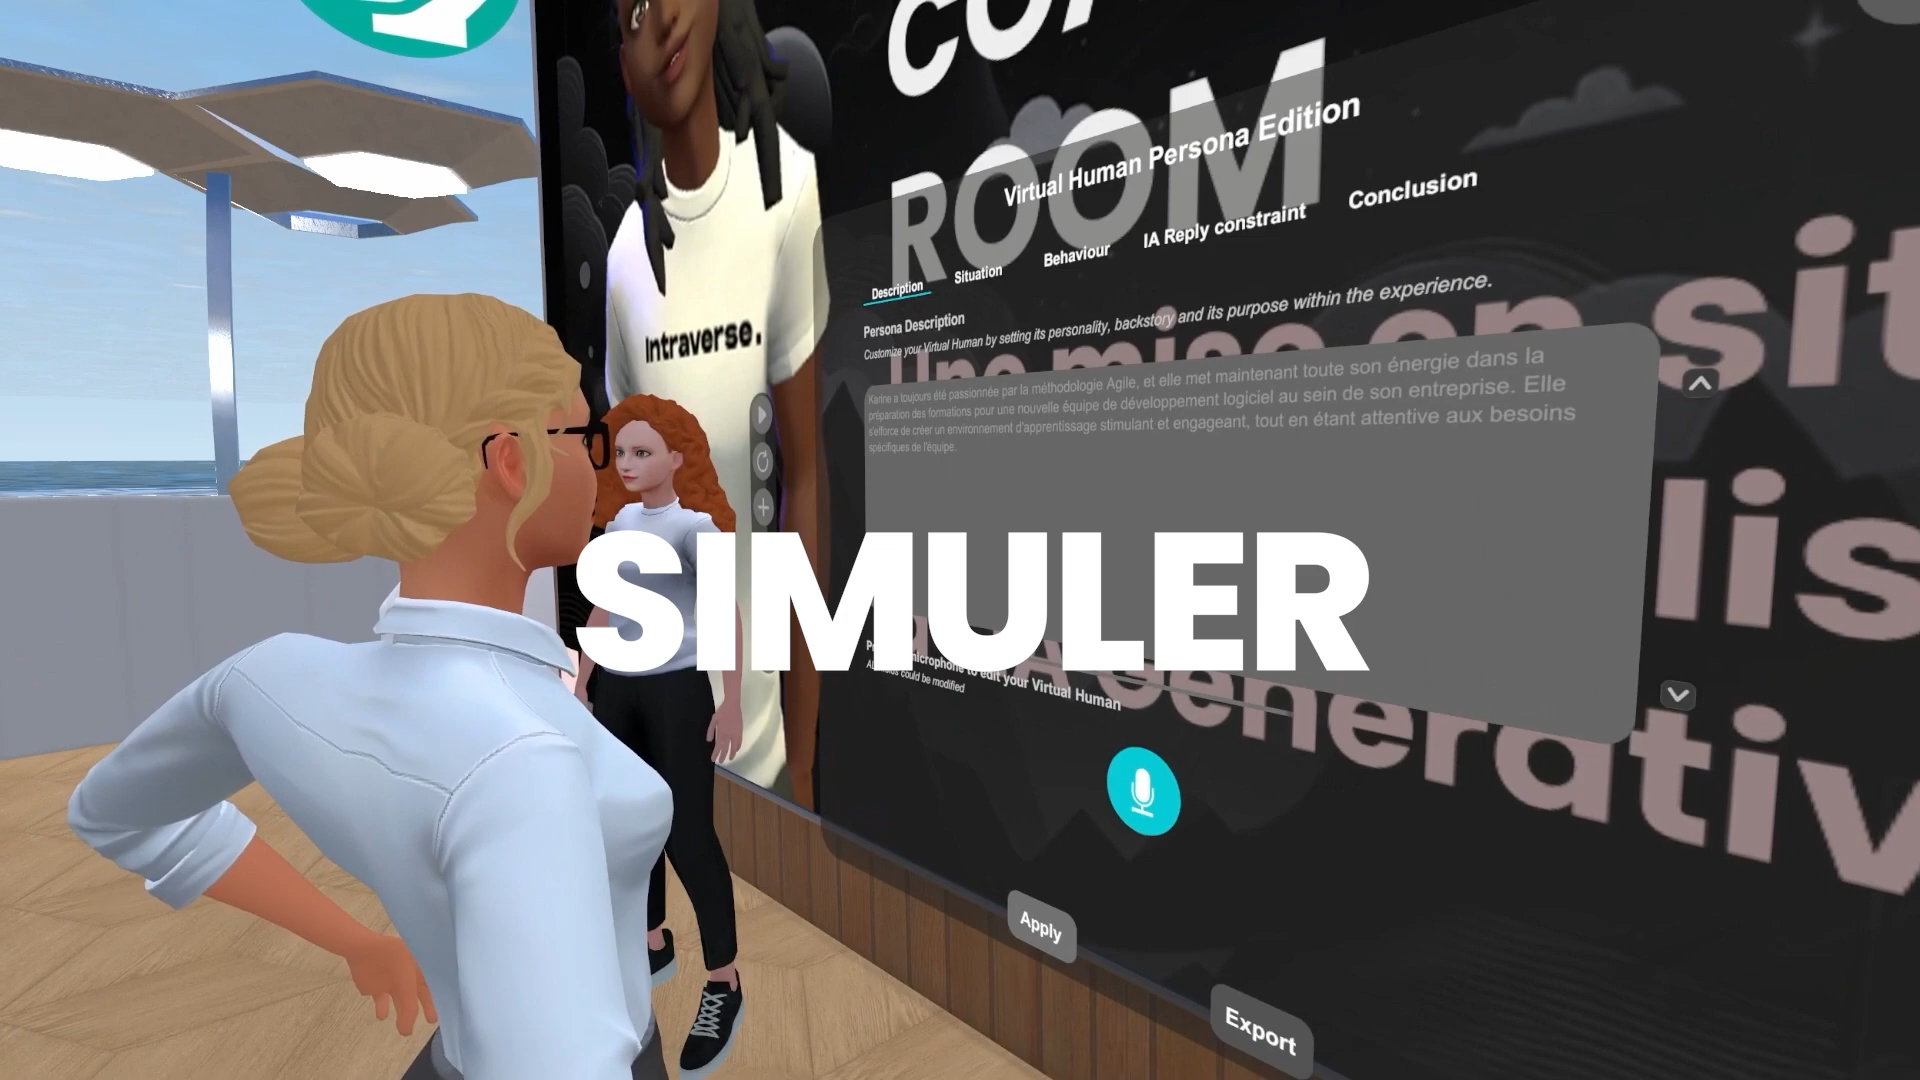 ROOM
Virtual Human Persona Edition
Description Situation Behaviour IA Reply constraint Conclusion
Persona Description
Customize your Virtual Human by setting its personality, backstory and its purpose within the experience.
Intraverse.
Karine a toujours été passionnée par la méthodologie Agile, et elle met maintenant toute son énergie dans la
préparation des formations pour une nouvelle équipe de développement logiciel au sein de son entreprise. Elle
s'efforce de créer un environnement d'apprentissage stimulant et engageant, tout en étant attentive aux besoins
spécifiques de l'équipe.
SIMULER
microphone to edit your Virtual Human
could be modified
Apply
Export